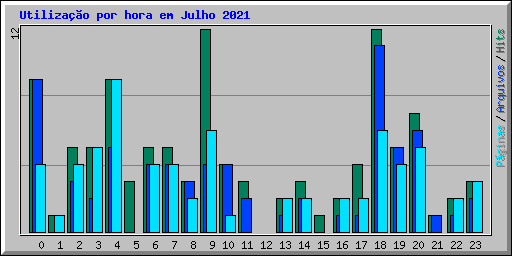 Utilização por hora em Julho 2021
12
Páginas / Arquivos / Hits
0 1 2 3 4 5 6 7 8 9 10 11 12 13 14 15 16 17 18 19 20 21 22 23